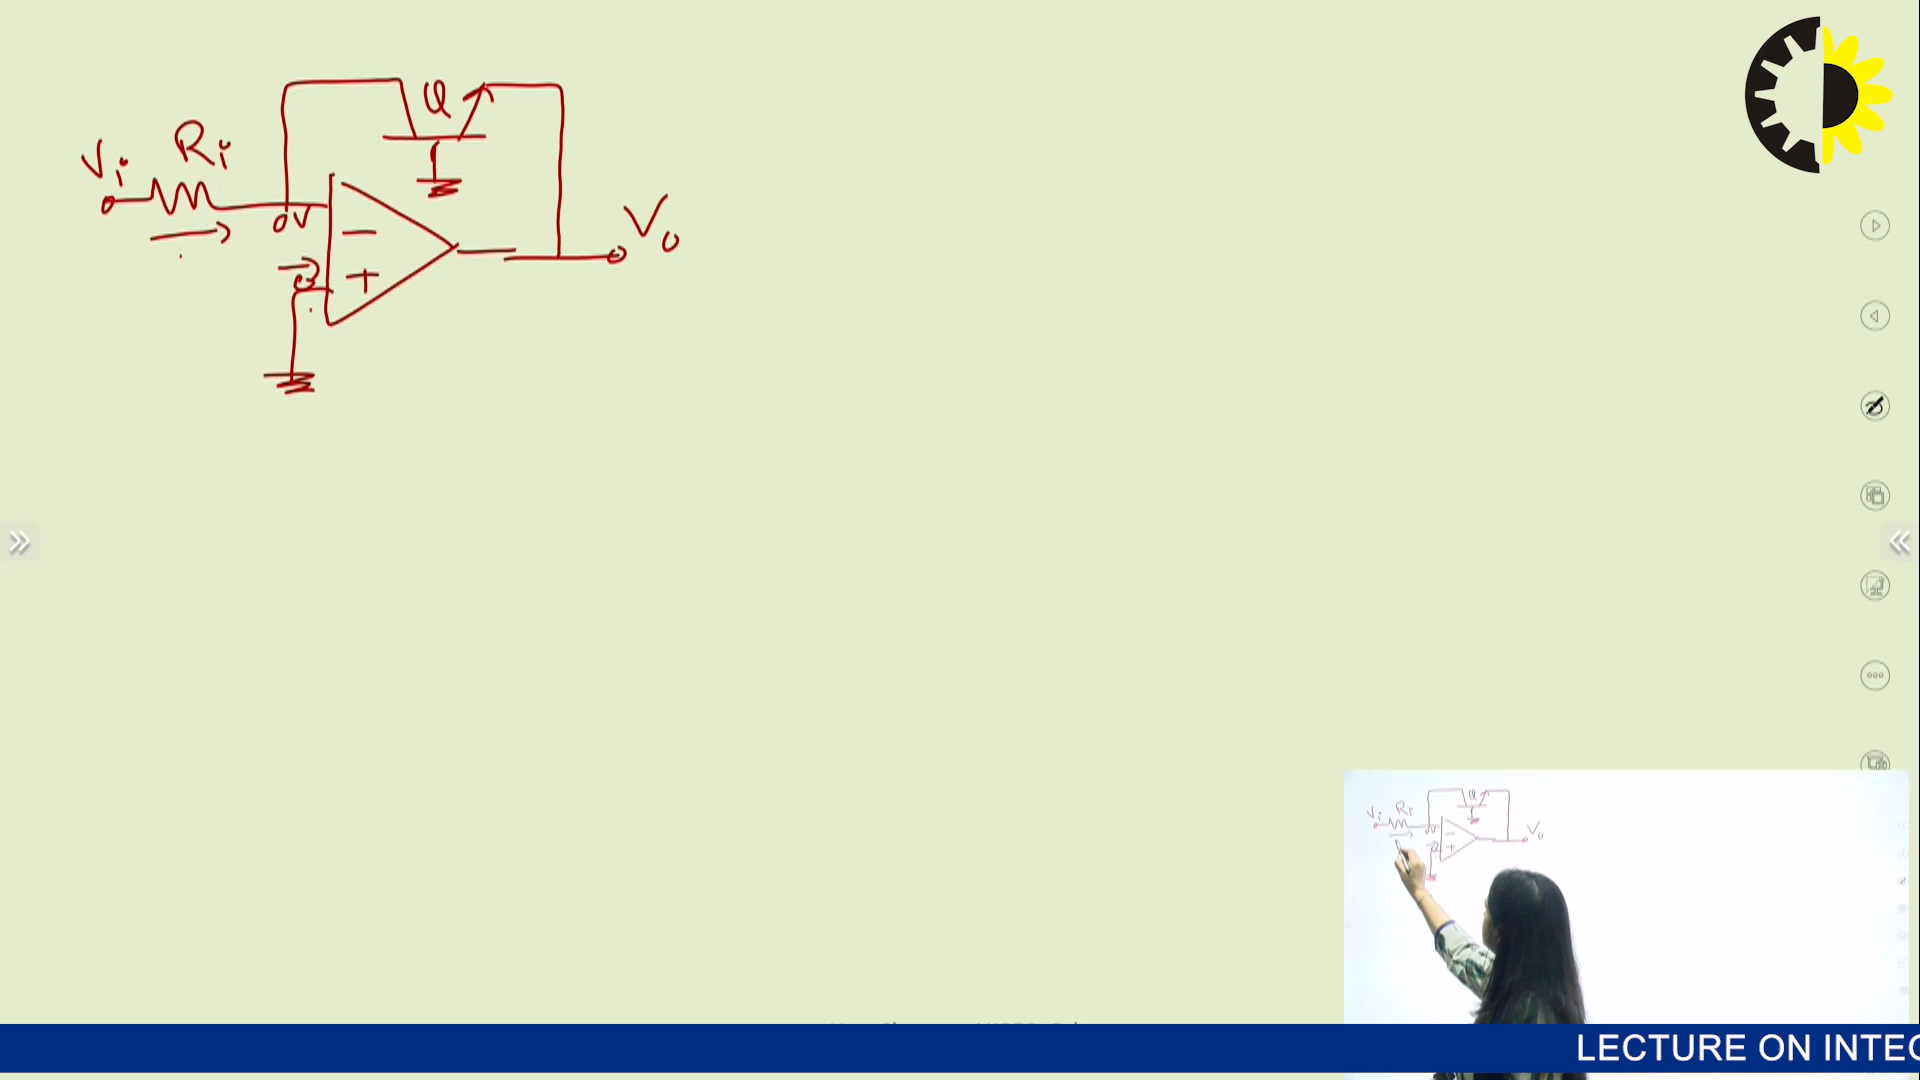 Q
Vi Ri
0V
Vo
−
+
LECTURE ON INTEG